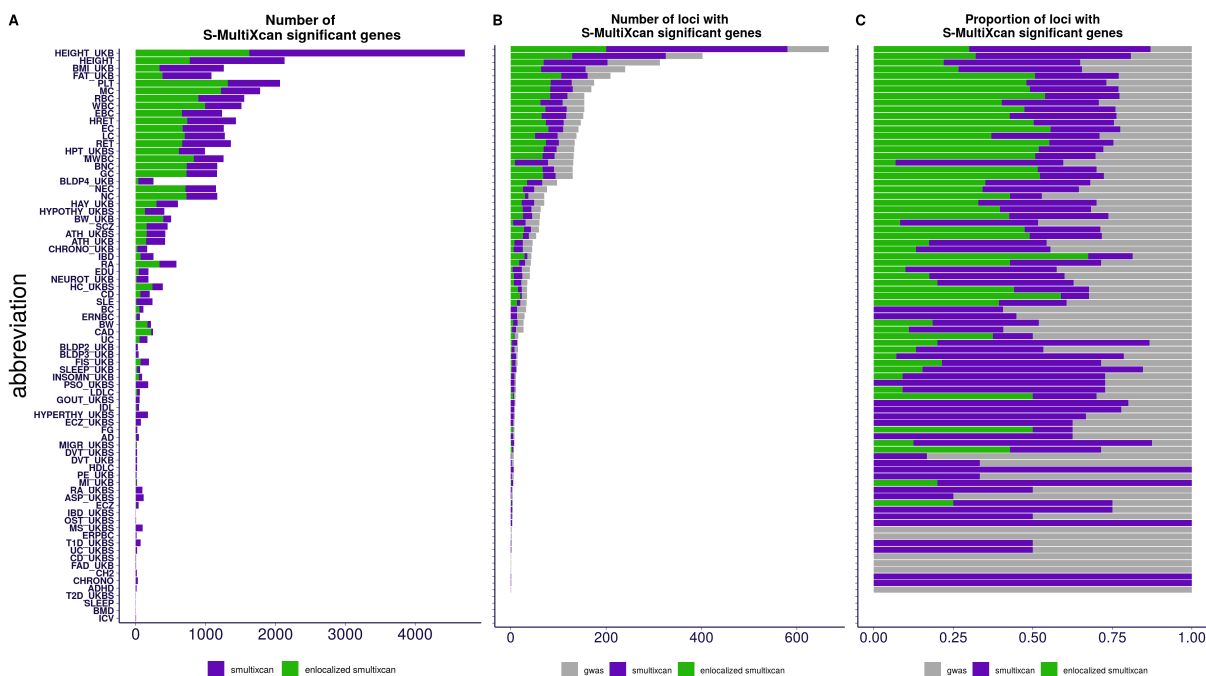 A
Number of
S-MultiXcan significant genes
abbreviation
HEIGHT_UKB
HEIGHT
BMI_UKB
FAT_UKB
PLT
MC
RBC
WBC
EBC
HRET
EC
LC
RET
HPT_UKBS
MWBC
BNC
GC
BLDP4_UKB
NEC
NC
HAY_UKB
HYPOTHY_UKBS
BW_UKB
SCZ
ATH_UKBS
ATH_UKB
CHRONO_UKB
IBD
RA
EDU
NEUROT_UKB
HC_UKBS
CD
SLE
BC
ERNBC
BW
CAD
UC
BLDP2_UKB
BLDP3_UKB
FIS_UKB
SLEEP_UKB
INSOMN_UKB
PSO_UKBS
LDLC
GOUT_UKBS
IDL
HYPERTHY_UKBS
ECZ_UKBS
FG
AD
MIGR_UKBS
DVT_UKBS
DVT_UKB
HDLC
PE_UKB
MI_UKB
RA_UKBS
ASP_UKBS
ECZ
IBD_UKBS
OST_UKBS
MS_UKBS
ERPBC
T1D_UKBS
UC_UKBS
CD_UKBS
FAD_UKB
CH2
CHRONO
ADHD
T2D_UKBS
SLEEP
BMD
ICV
0 1000 2000 3000 4000
smultixcan enlocalized smultixcan
B
Number of loci with
S-MultiXcan significant genes
0 200 400 600
gwas smultixcan enlocalized smultixcan
C
Proportion of loci with
S-MultiXcan significant genes
0.00 0.25 0.50 0.75 1.00
gwas smultixcan enlocalized smultixcan